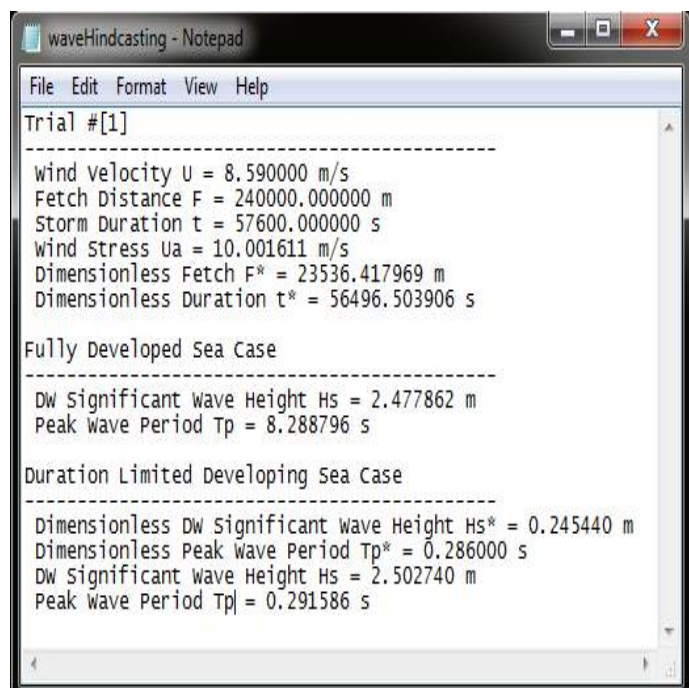 waveHindcasting - Notepad
File Edit Format View Help
Trial #[1]
-----------------------------------------------
Wind Velocity U = 8.590000 m/s
Fetch Distance F = 240000.000000 m
Storm Duration t = 57600.000000 s
Wind Stress Ua = 10.001611 m/s
Dimensionless Fetch F* = 23536.417969 m
Dimensionless Duration t* = 56496.503906 s
Fully Developed Sea Case
-----------------------------------------------
DW Significant Wave Height Hs = 2.477862 m
Peak Wave Period Tp = 8.288796 s
Duration Limited Developing Sea Case
-----------------------------------------------
Dimensionless DW Significant Wave Height Hs* = 0.245440 m
Dimensionless Peak Wave Period Tp* = 0.286000 s
DW Significant Wave Height Hs = 2.502740 m
Peak Wave Period Tp = 0.291586 s